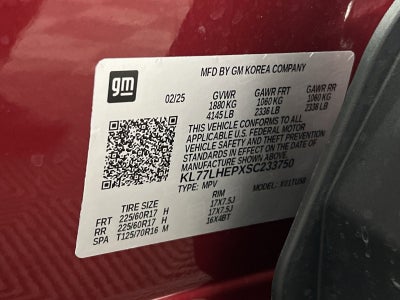 gm
MFD BY GM KOREA COMPANY
02/25 GVWR GAWR FRT GAWR RR
1880 KG 1060 KG 1060 KG
4145 LB 2336 LB 2336 LB
THIS VEHICLE CONFORMS TO ALL
APPLICABLE U.S. FEDERAL MOTOR
VEHICLE SAFETY AND THEFT PREVENTION
STANDARDS IN EFFECT ON THE DATE OF
MANUFACTURE SHOWN ABOVE.
KL77LHEPXSC233750
TYPE: MPV MODEL:
TIRE SIZE RIM
FRT 225/60R17 H 17X7.5J
RR 225/60R17 H 17X7.5J
SPA T125/70R16 M 16X4BT